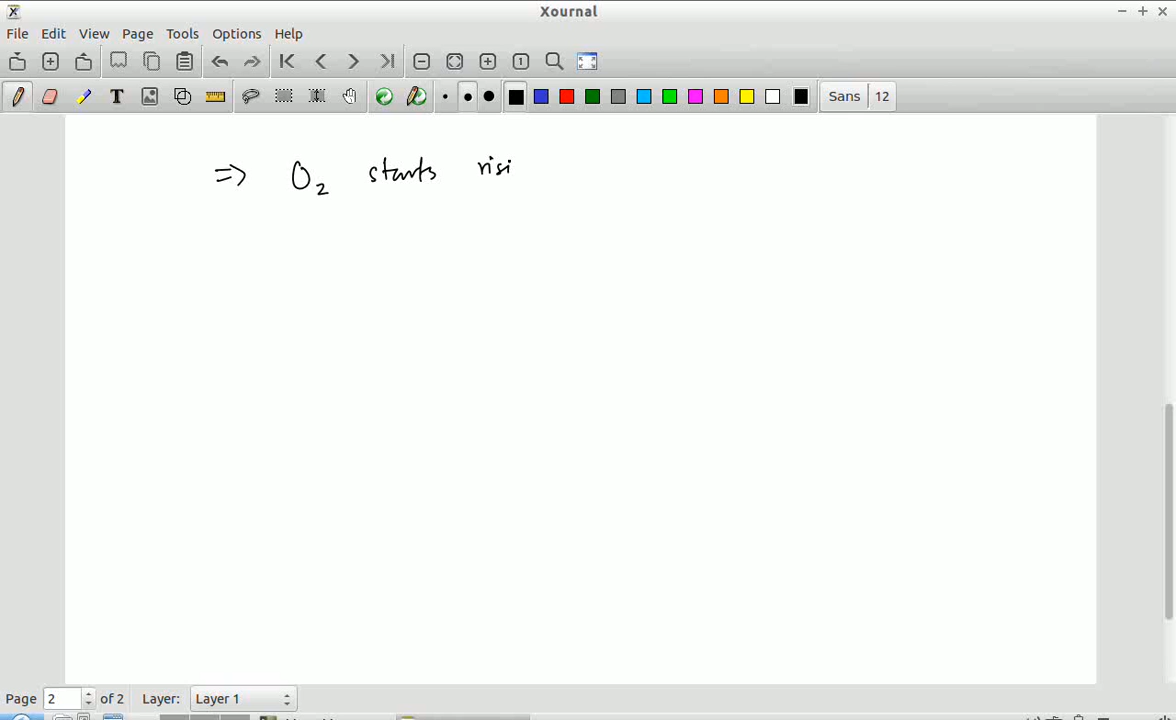 Xournal
File Edit View Page Tools Options Help
Sans 12
=> O₂ starts risi
Page 2 of 2 Layer: Layer 1